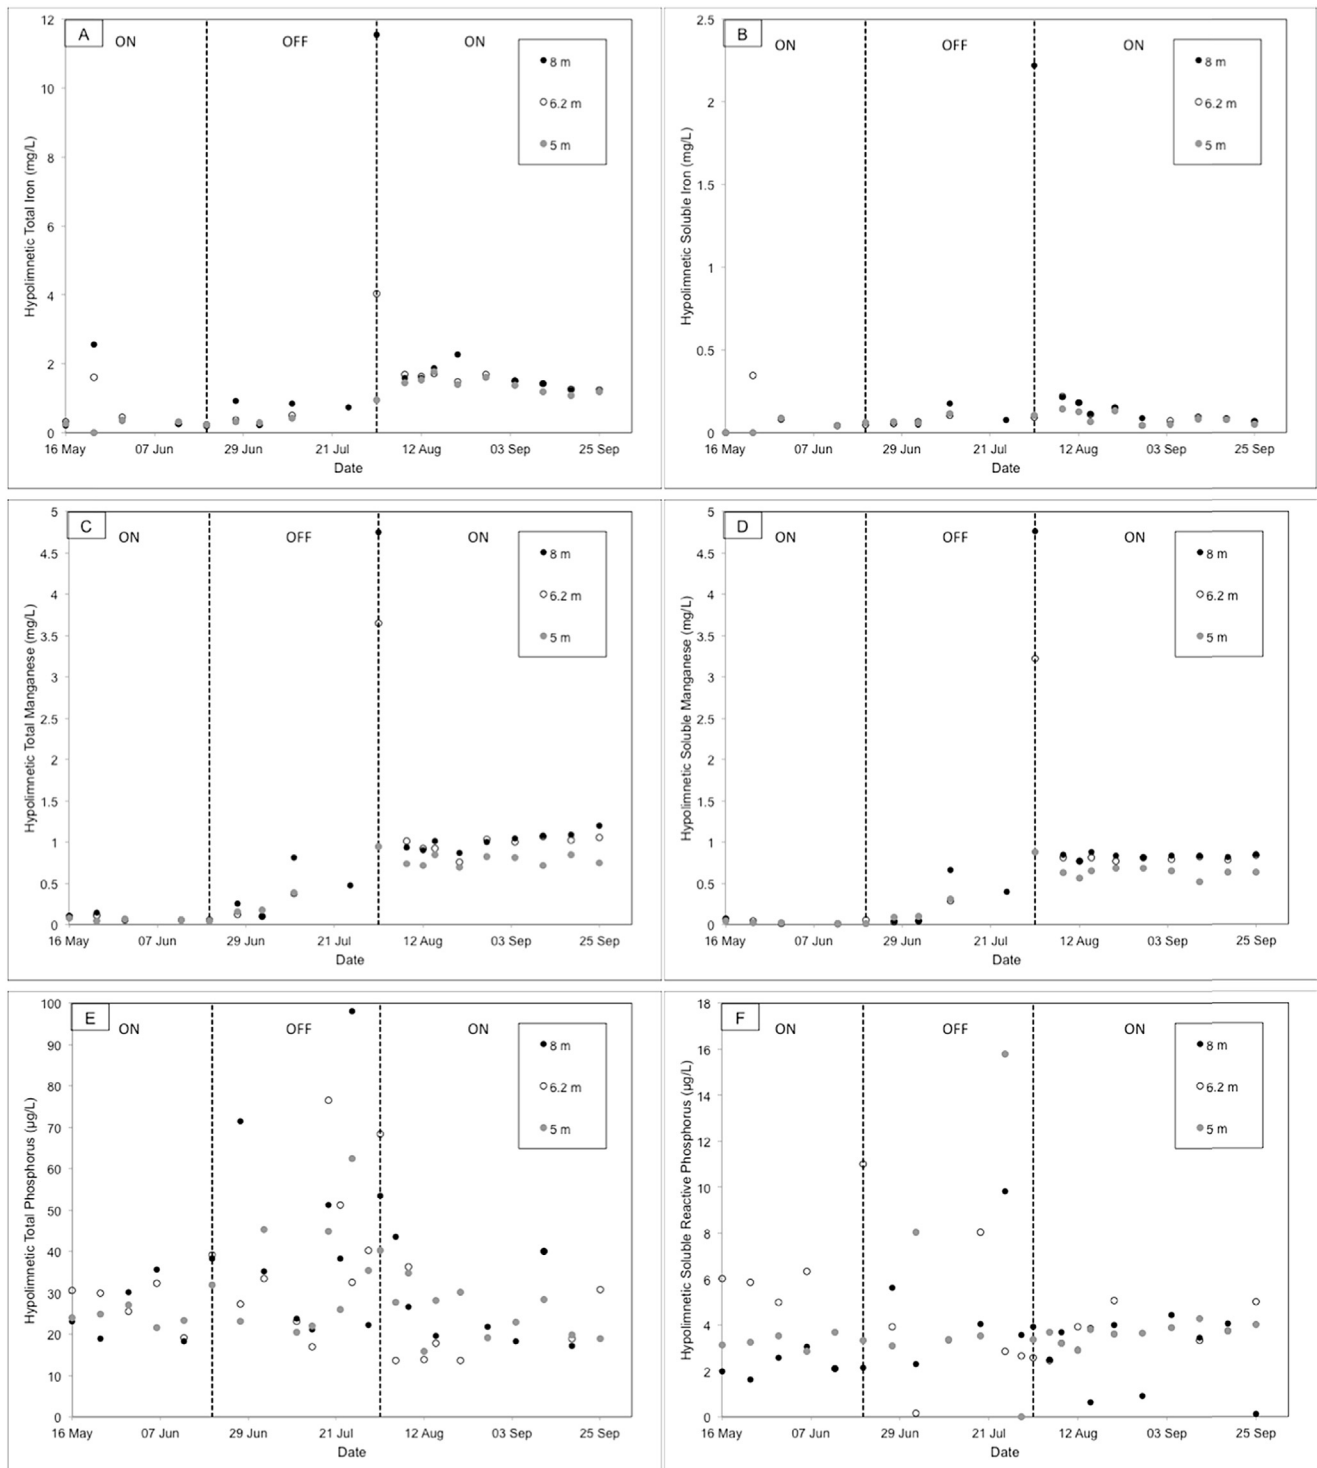 A
ON
OFF
ON
8 m
6.2 m
5 m
Hypolimnetic Total Iron (mg/L)
12
10
8
6
4
2
0
16 May
07 Jun
29 Jun
21 Jul
12 Aug
03 Sep
25 Sep
Date
B
ON
OFF
ON
8 m
6.2 m
5 m
Hypolimnetic Soluble Iron (mg/L)
2.5
2
1.5
1
0.5
0
16 May
07 Jun
29 Jun
21 Jul
12 Aug
03 Sep
25 Sep
Date
C
ON
OFF
ON
8 m
6.2 m
5 m
Hypolimnetic Total Manganese (mg/L)
5
4.5
4
3.5
3
2.5
2
1.5
1
0.5
0
16 May
07 Jun
29 Jun
21 Jul
12 Aug
03 Sep
25 Sep
Date
D
ON
OFF
ON
8 m
6.2 m
5 m
Hypolimnetic Soluble Manganese (mg/L)
5
4.5
4
3.5
3
2.5
2
1.5
1
0.5
0
16 May
07 Jun
29 Jun
21 Jul
12 Aug
03 Sep
25 Sep
Date
E
ON
OFF
ON
8 m
6.2 m
5 m
Hypolimnetic Total Phosphorus (µg/L)
100
90
80
70
60
50
40
30
20
10
0
16 May
07 Jun
29 Jun
21 Jul
12 Aug
03 Sep
25 Sep
Date
F
ON
OFF
ON
8 m
6.2 m
5 m
Hypolimnetic Soluble Reactive Phosphorus (µg/L)
18
16
14
12
10
8
6
4
2
0
16 May
07 Jun
29 Jun
21 Jul
12 Aug
03 Sep
25 Sep
Date